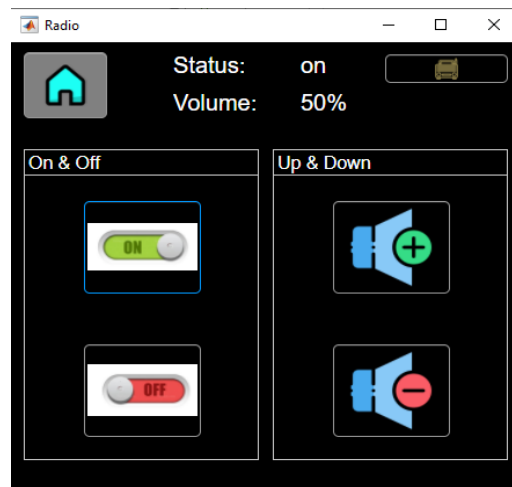 Radio
Status: on
Volume: 50%
On & Off
Up & Down
ON
OFF